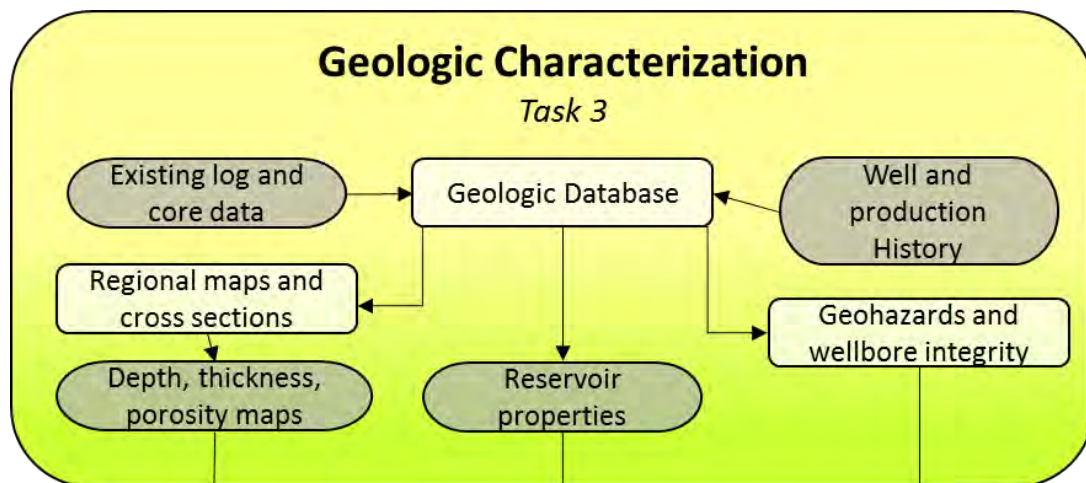 Geologic Characterization
Task 3
Existing log and
core data
Geologic Database
Well and
production
History
Regional maps and
cross sections
Geohazards and
wellbore integrity
Depth, thickness,
porosity maps
Reservoir
properties